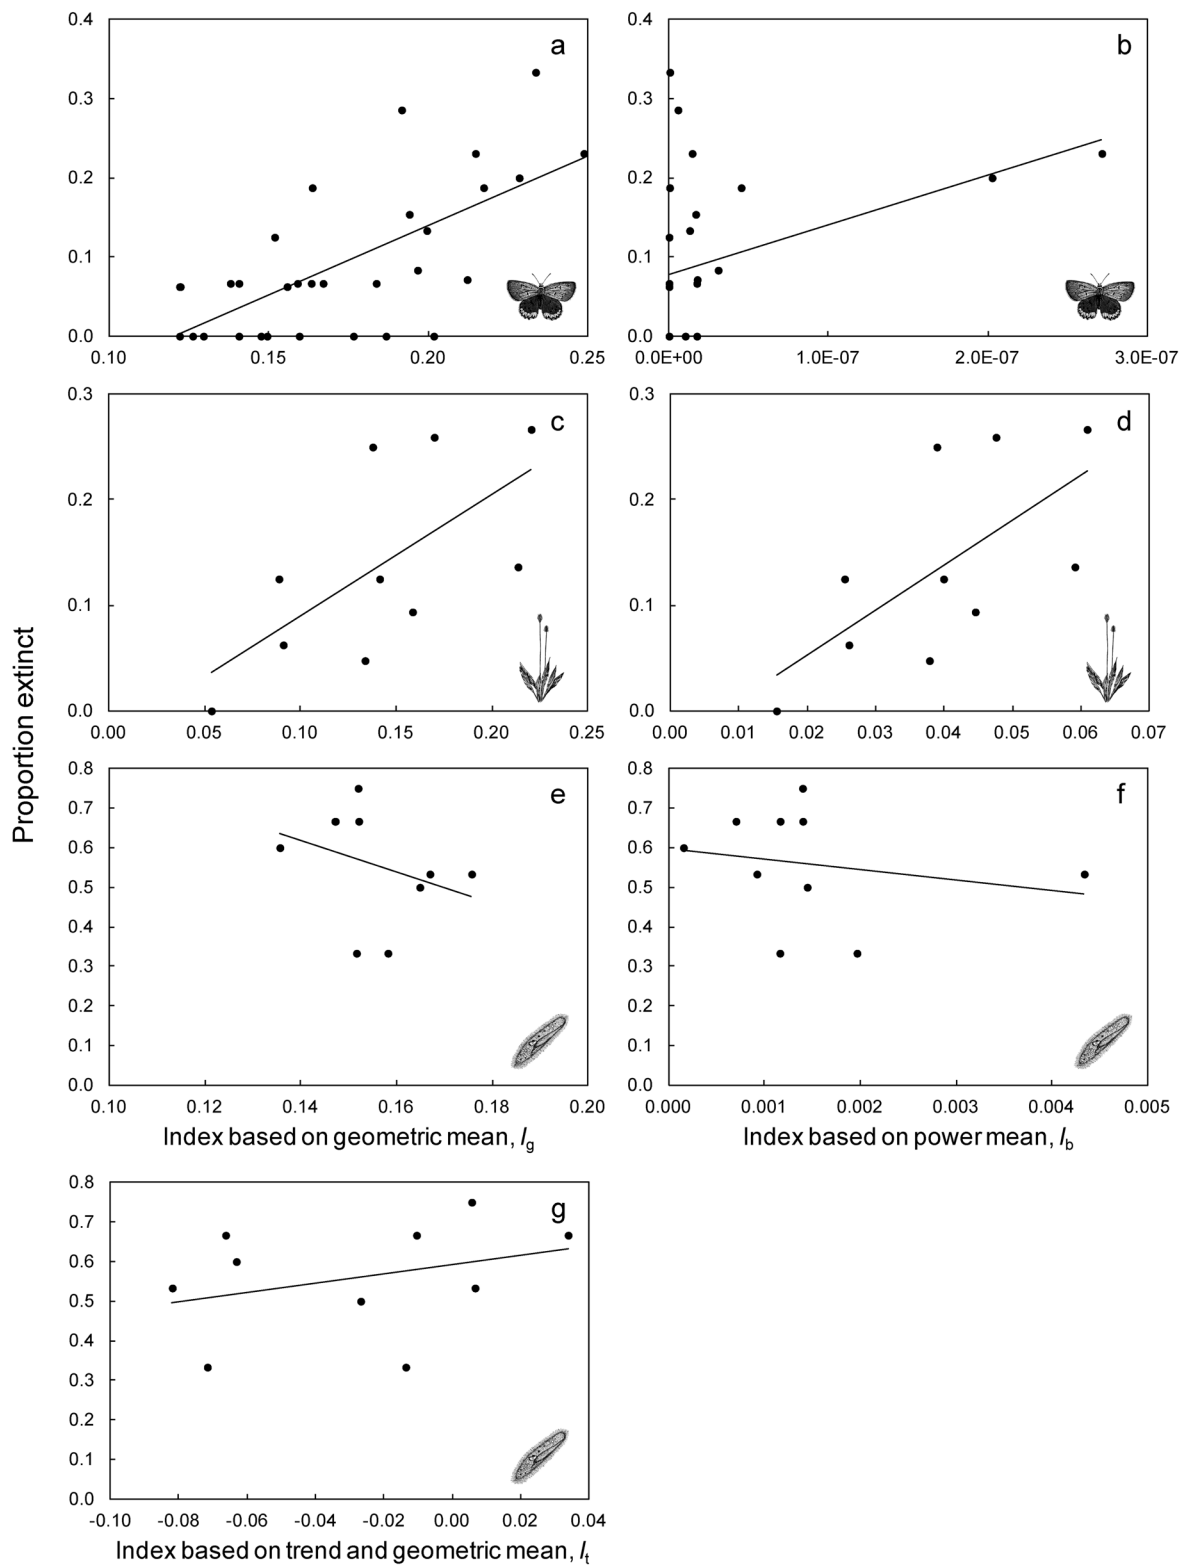 0.4 a 0.4 b
0.3 0.3
0.2 0.2
0.1 0.1
0.0 0.0
0.10 0.15 0.20 0.25 0.0E+00 1.0E-07 2.0E-07 3.0E-07
0.3 c 0.3 d
0.2 0.2
0.1 0.1
0.0 0.0
0.00 0.05 0.10 0.15 0.20 0.25 0.00 0.01 0.02 0.03 0.04 0.05 0.06 0.07
Proportion extinct
0.8 e 0.8 f
0.7 0.7
0.6 0.6
0.5 0.5
0.4 0.4
0.3 0.3
0.2 0.2
0.1 0.1
0.0 0.0
0.10 0.12 0.14 0.16 0.18 0.20 0.000 0.001 0.002 0.003 0.004 0.005
Index based on geometric mean, Ig Index based on power mean, Ib
0.8 g
0.7
0.6
0.5
0.4
0.3
0.2
0.1
0.0
-0.10 -0.08 -0.06 -0.04 -0.02 0.00 0.02 0.04
Index based on trend and geometric mean, It